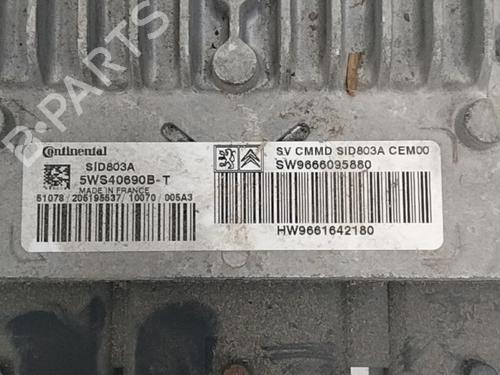 B-PARTS
Continental
SID803A
5WS40690B-T
MADE IN FRANCE
51078 / 205195537/ 10070 / 005A3
SV CMMD SID803A CEM00
SW9666095880
HW9661642180